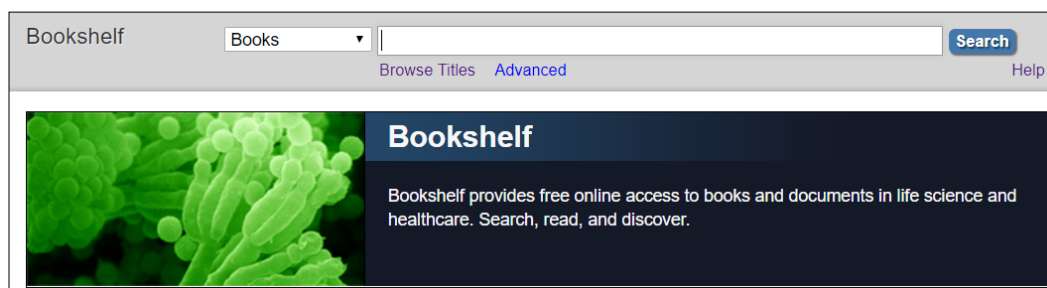 Bookshelf Books Search
Browse Titles Advanced Help
Bookshelf
Bookshelf provides free online access to books and documents in life science and
healthcare. Search, read, and discover.